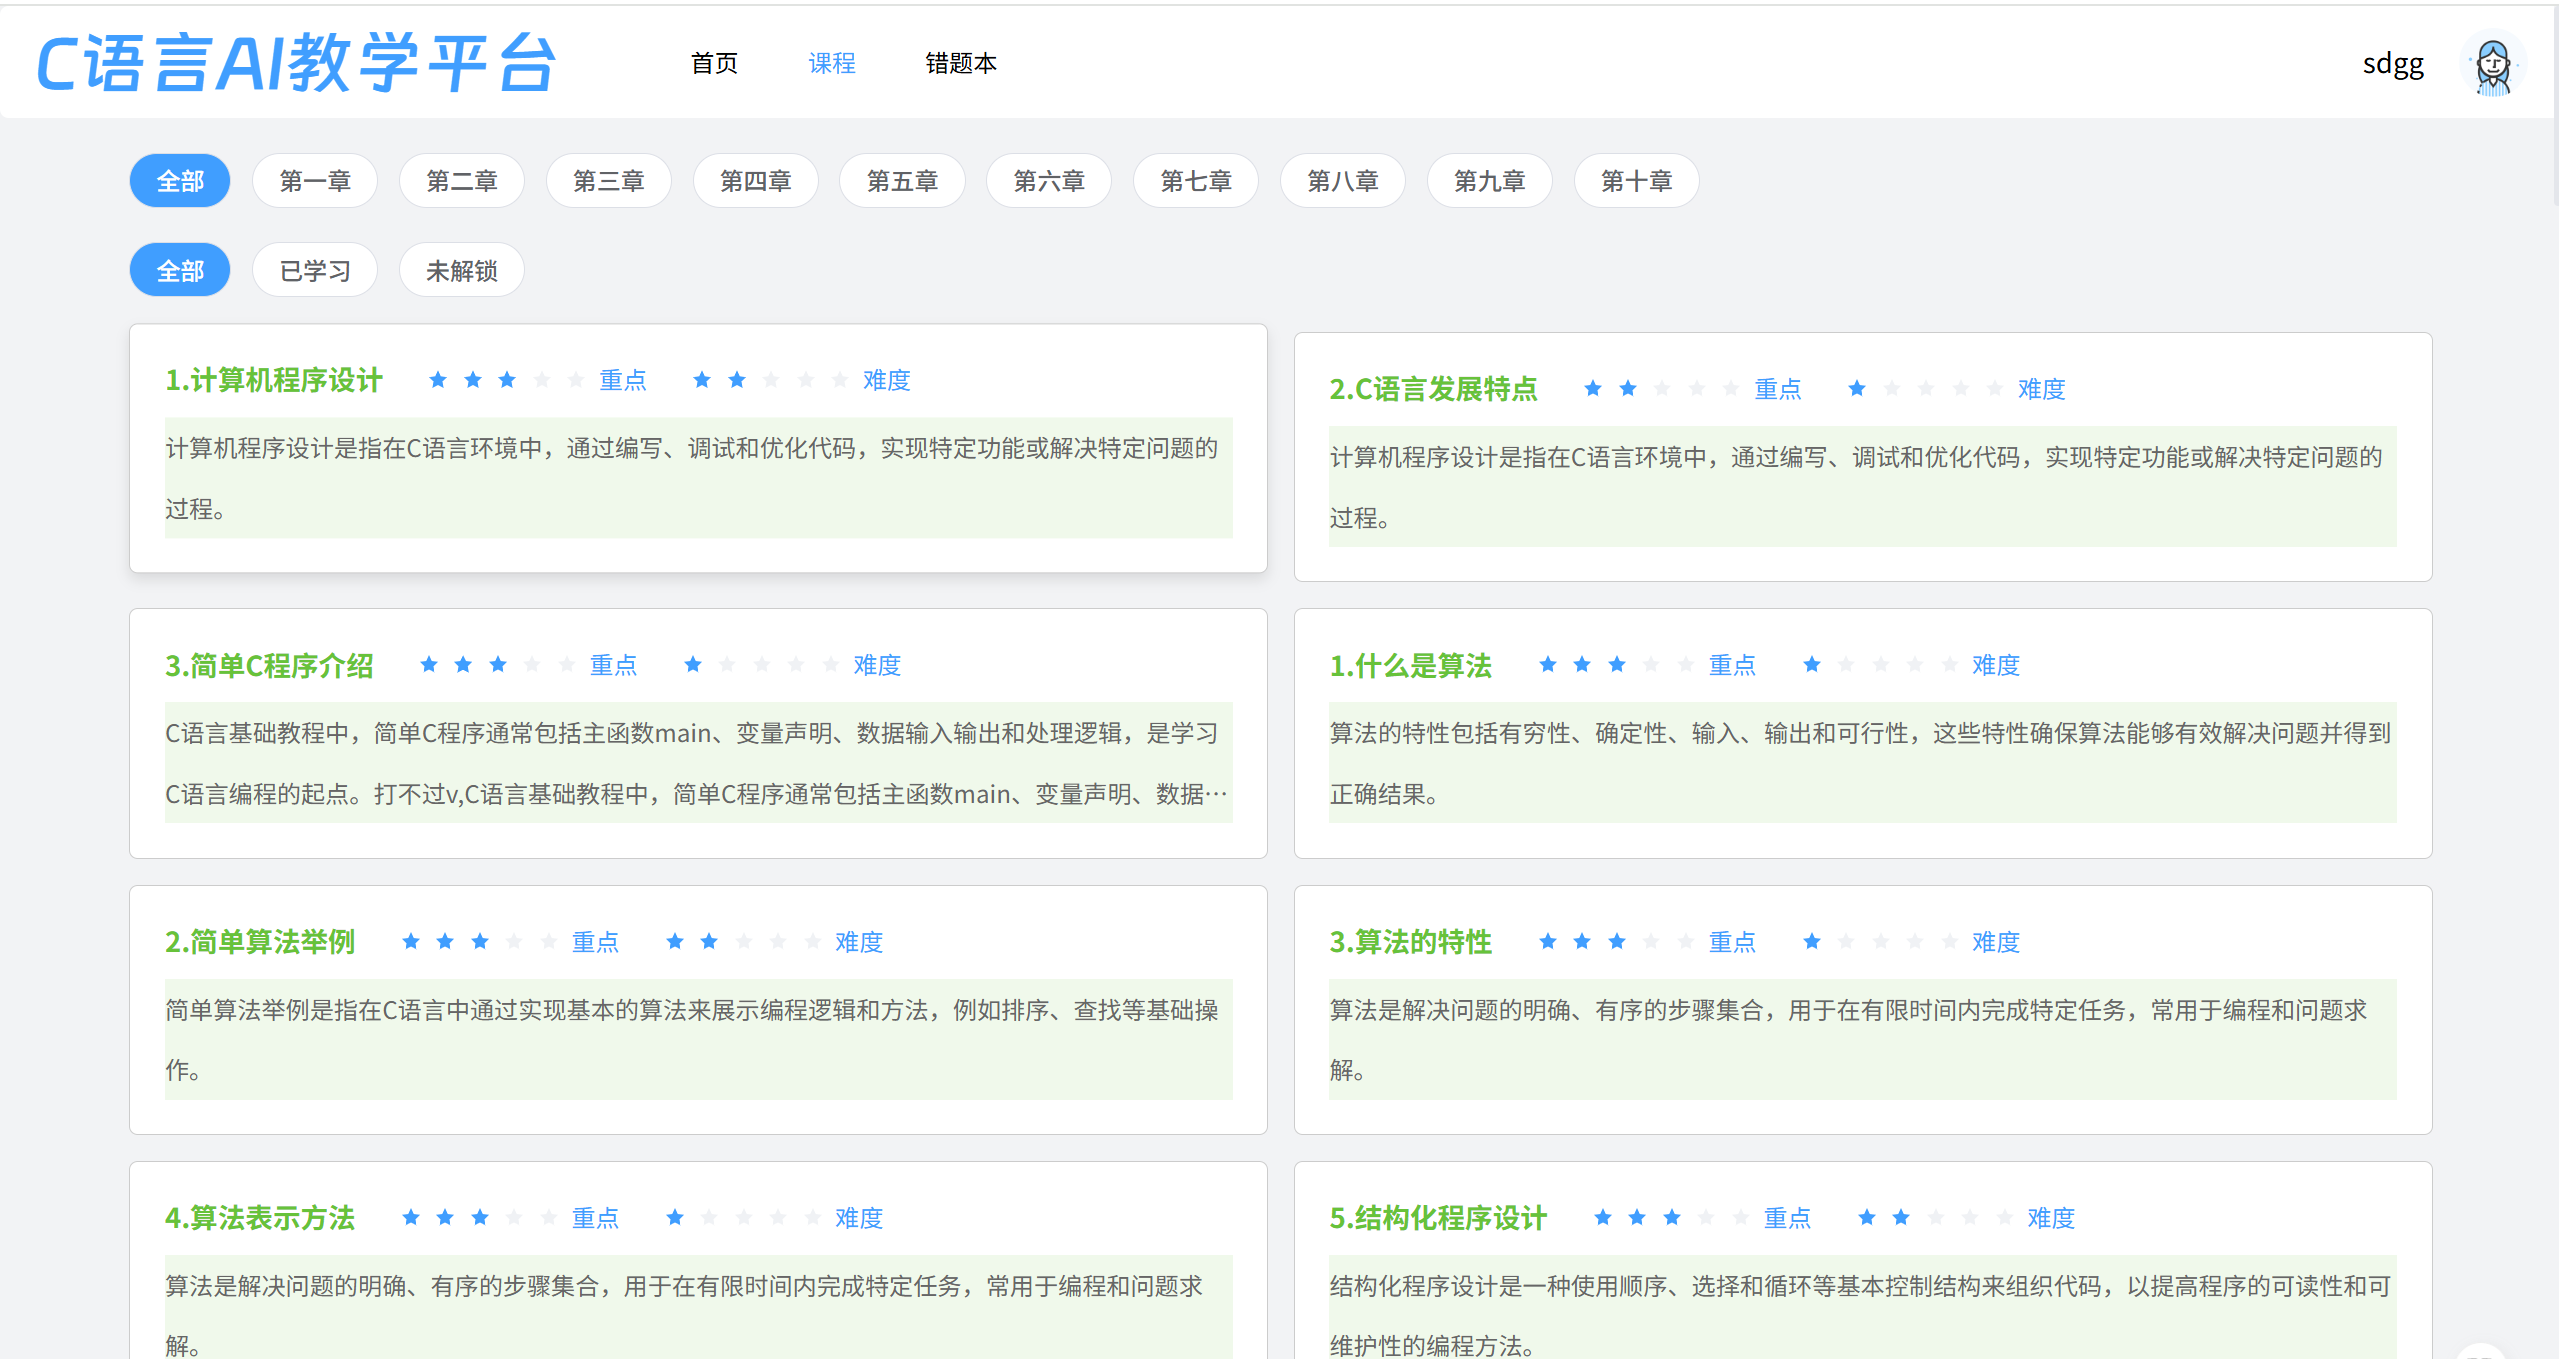 C语言AI教学平台
首页 课程 错题本
sdgg
全部 第一章 第二章 第三章 第四章 第五章 第六章 第七章 第八章 第九章 第十章
全部 已学习 未解锁
1.计算机程序设计 重点 难度
计算机程序设计是指在C语言环境中，通过编写、调试和优化代码，实现特定功能或解决特定问题的
过程。
2.C语言发展特点 重点 难度
计算机程序设计是指在C语言环境中，通过编写、调试和优化代码，实现特定功能或解决特定问题的
过程。
3.简单C程序介绍 重点 难度
C语言基础教程中，简单C程序通常包括主函数main、变量声明、数据输入输出和处理逻辑，是学习
C语言编程的起点。打不过v,C语言基础教程中，简单C程序通常包括主函数main、变量声明、数据…
1.什么是算法 重点 难度
算法的特性包括有穷性、确定性、输入、输出和可行性，这些特性确保算法能够有效解决问题并得到
正确结果。
2.简单算法举例 重点 难度
简单算法举例是指在C语言中通过实现基本的算法来展示编程逻辑和方法，例如排序、查找等基础操
作。
3.算法的特性 重点 难度
算法是解决问题的明确、有序的步骤集合，用于在有限时间内完成特定任务，常用于编程和问题求
解。
4.算法表示方法 重点 难度
算法是解决问题的明确、有序的步骤集合，用于在有限时间内完成特定任务，常用于编程和问题求
解。
5.结构化程序设计 重点 难度
结构化程序设计是一种使用顺序、选择和循环等基本控制结构来组织代码，以提高程序的可读性和可
维护性的编程方法。